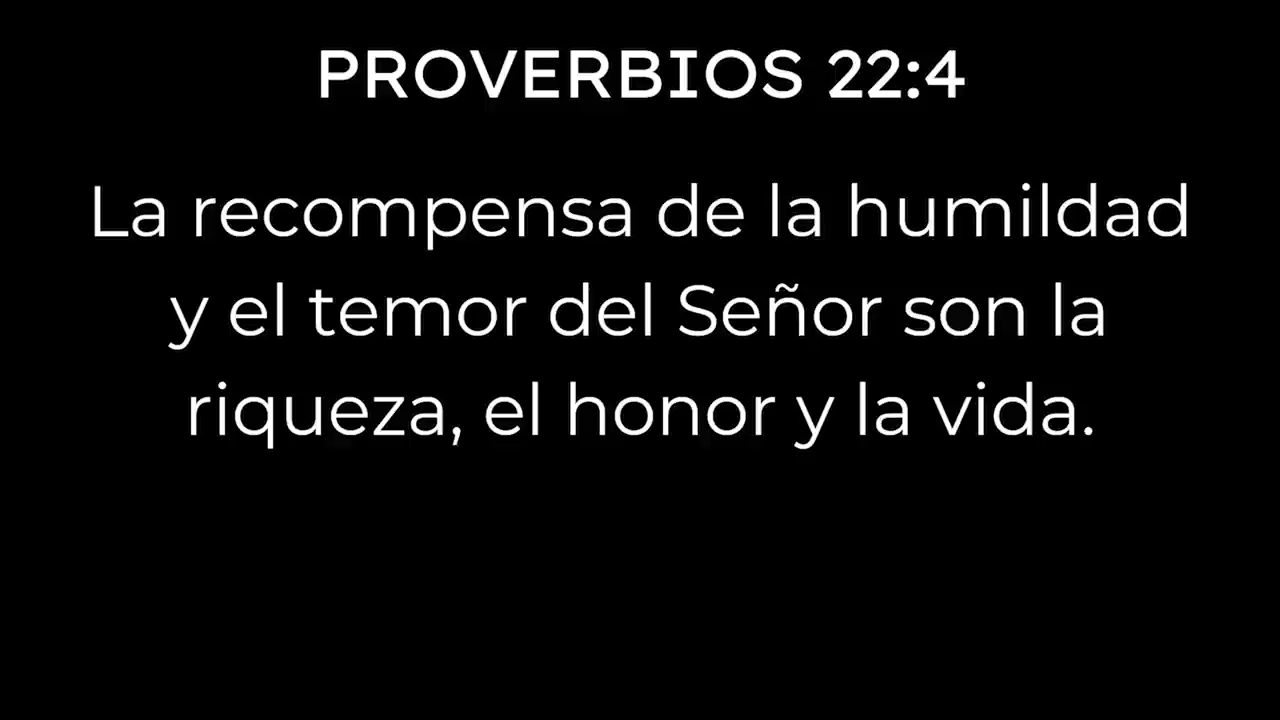 PROVERBIOS 22:4
La recompensa de la humildad
y el temor del Señor son la
riqueza, el honor y la vida.